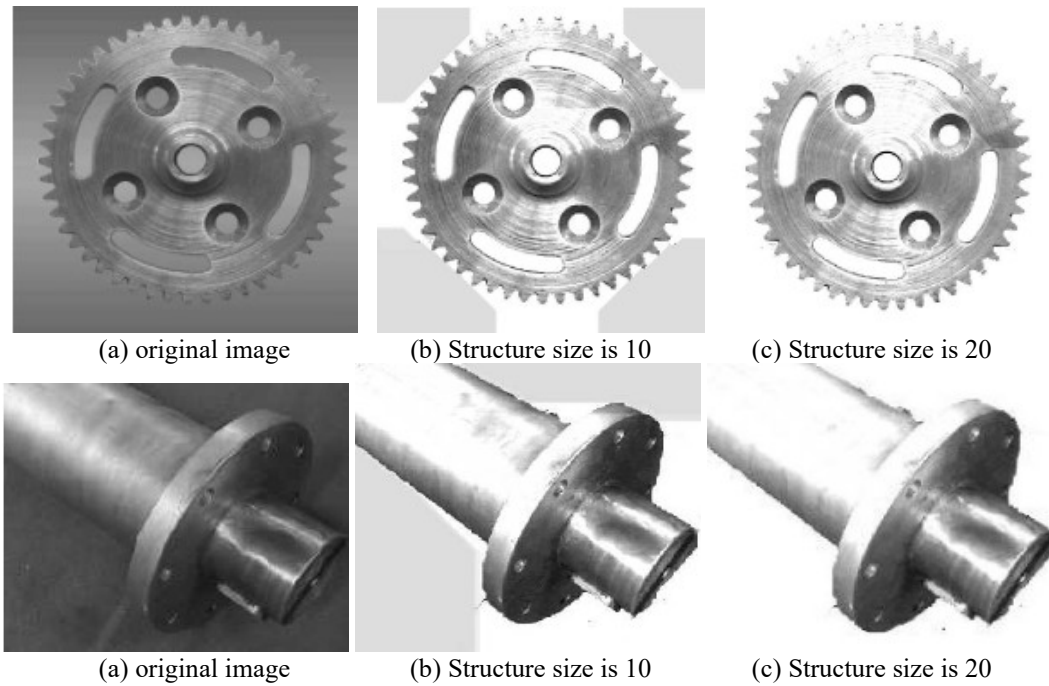 (a) original image
(b) Structure size is 10
(c) Structure size is 20
(a) original image
(b) Structure size is 10
(c) Structure size is 20